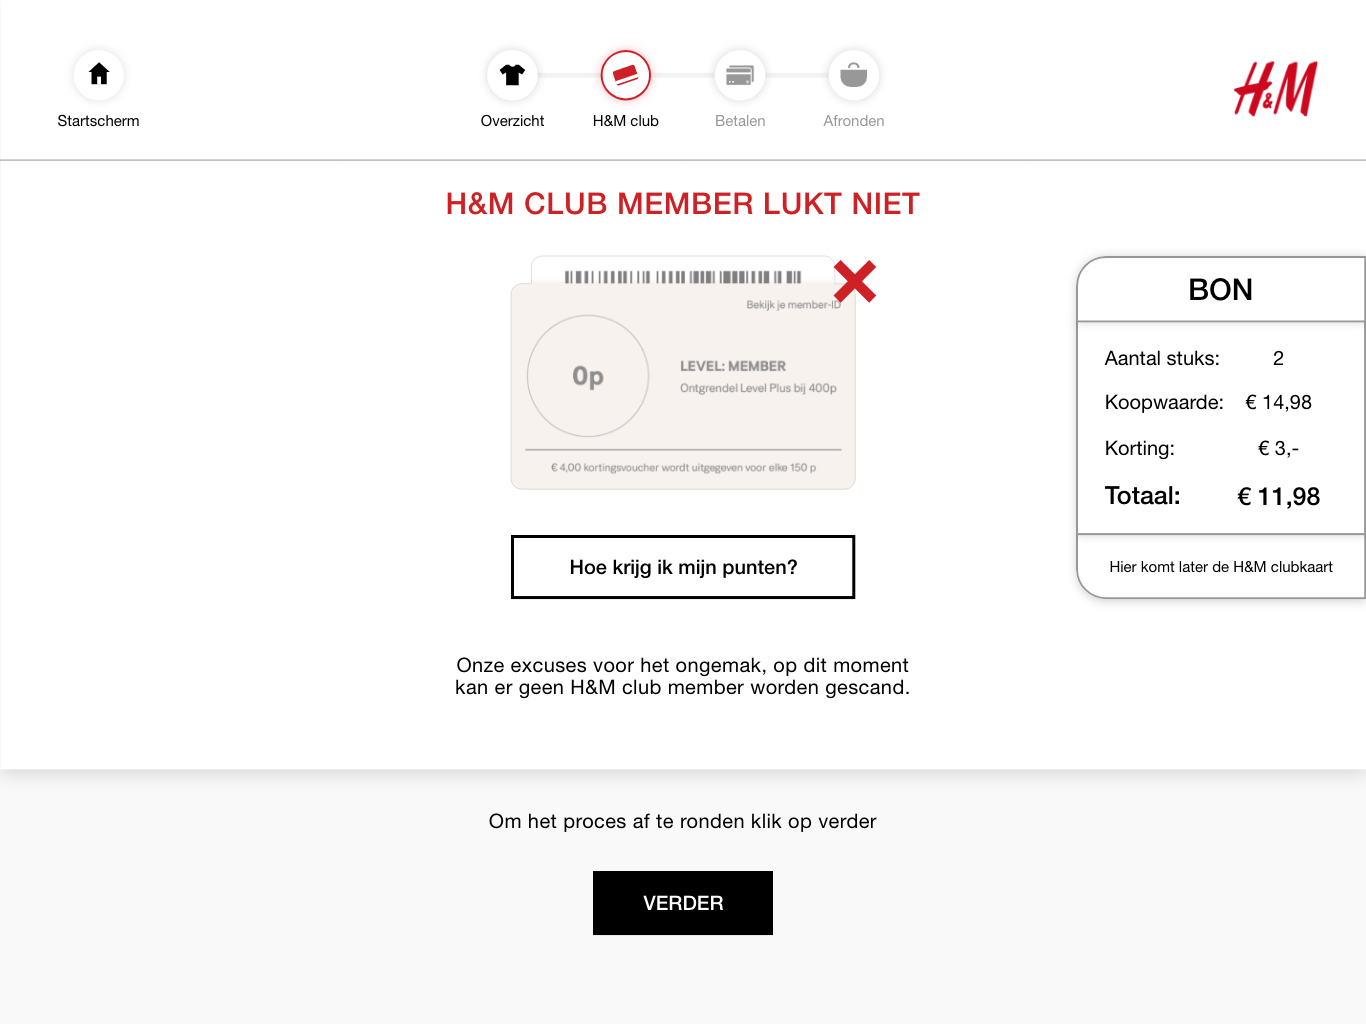 Startscherm
Overzicht
H&M club
Betalen
Afronden
H&M
H&M CLUB MEMBER LUKT NIET
Bekijk je member-ID
0p
LEVEL: MEMBER
Ontgrendel Level Plus bij 400p
€ 4,00 kortingsvoucher wordt uitgegeven voor elke 150 p
Hoe krijg ik mijn punten?
Onze excuses voor het ongemak, op dit moment
kan er geen H&M club member worden gescand.
BON
Aantal stuks: 2
Koopwaarde: € 14,98
Korting: € 3,-
Totaal: € 11,98
Hier komt later de H&M clubkaart
Om het proces af te ronden klik op verder
VERDER